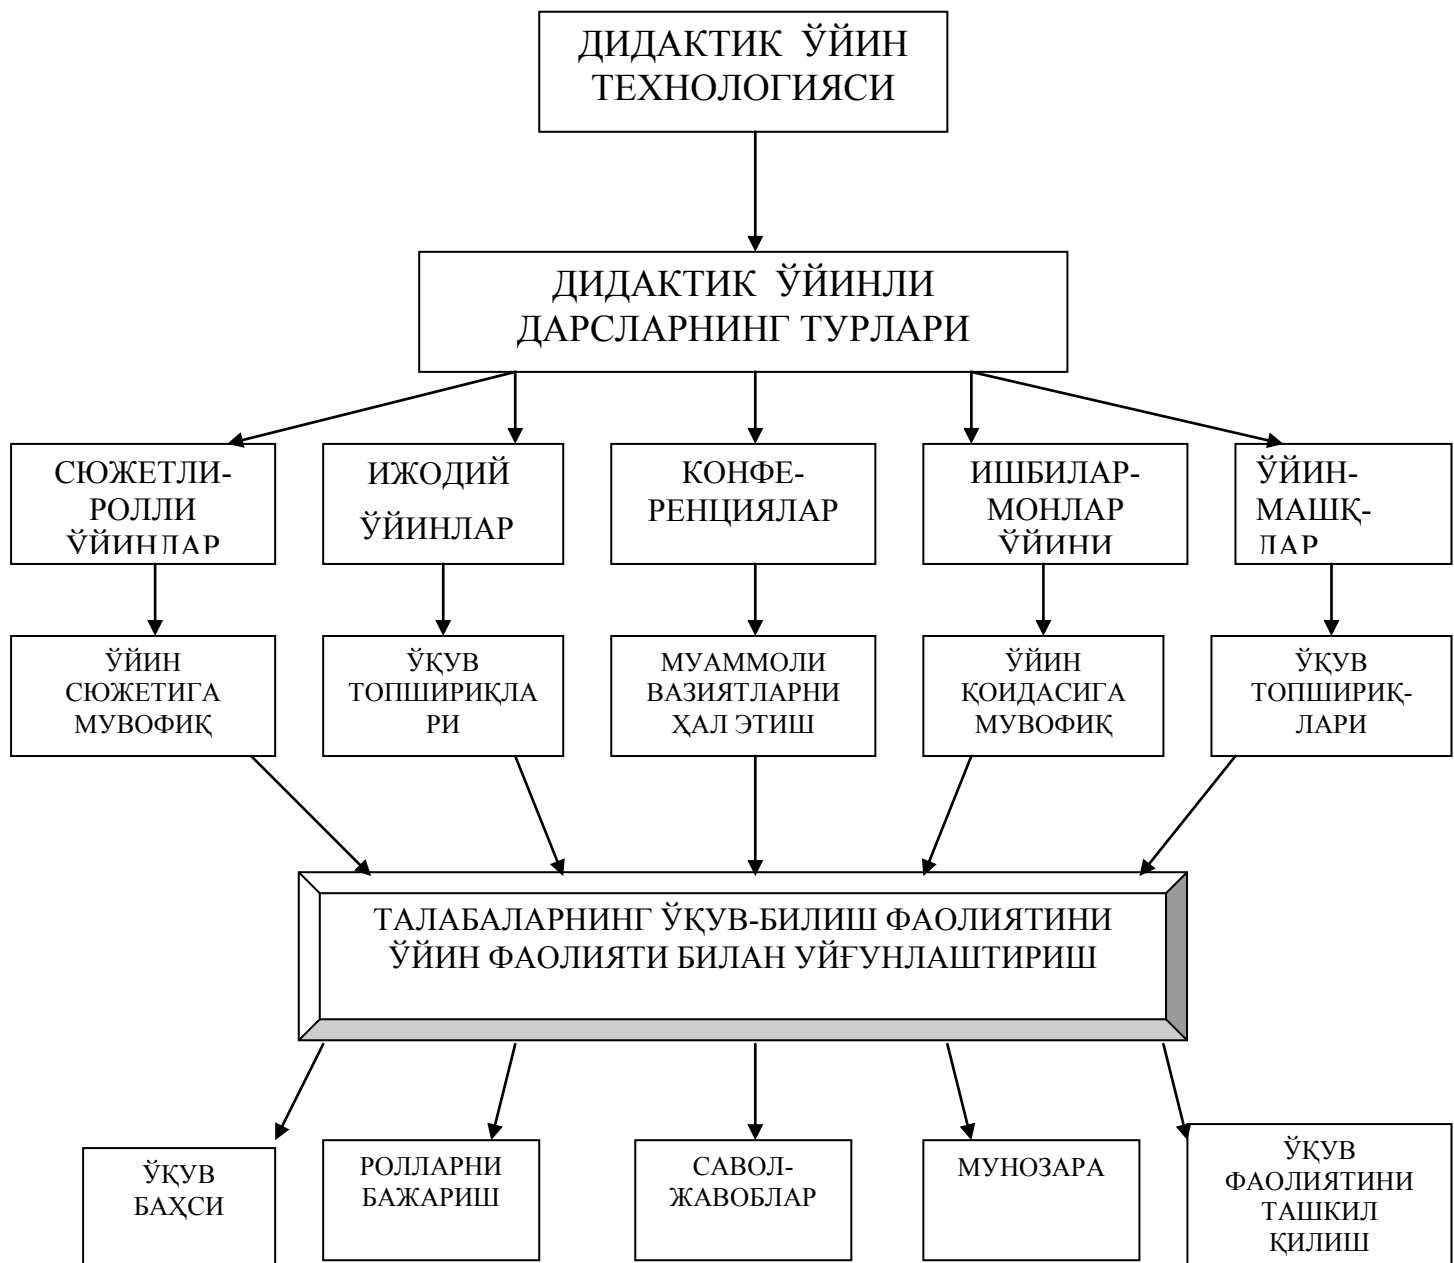 ДИДАКТИК ЎЙИН
ТЕХНОЛОГИЯСИ
ДИДАКТИК ЎЙИНЛИ
ДАРСЛАРНИНГ ТУРЛАРИ
СЮЖЕТЛИ-
РОЛЛИ
ЎЙИНЛАР
ИЖОДИЙ
ЎЙИНЛАР
КОНФЕ-
РЕНЦИЯЛАР
ИШБИЛАР-
МОНЛАР
ЎЙИНИ
ЎЙИН-
МАШҚ-
ЛАР
ЎЙИН
СЮЖЕТИГА
МУВОФИҚ
ЎҚУВ
ТОПШИРИҚЛА
РИ
МУАММОЛИ
ВАЗИЯТЛАРНИ
ҲАЛ ЭТИШ
ЎЙИН
ҚОИДАСИГА
МУВОФИҚ
ЎҚУВ
ТОПШИРИҚ-
ЛАРИ
ТАЛАБАЛАРНИНГ ЎҚУВ-БИЛИШ ФАОЛИЯТИНИ
ЎЙИН ФАОЛИЯТИ БИЛАН УЙҒУНЛАШТИРИШ
ЎҚУВ
БАҲСИ
РОЛЛАРНИ
БАЖАРИШ
САВОЛ-
ЖАВОБЛАР
МУНОЗАРА
ЎҚУВ
ФАОЛИЯТИНИ
ТАШКИЛ
ҚИЛИШ